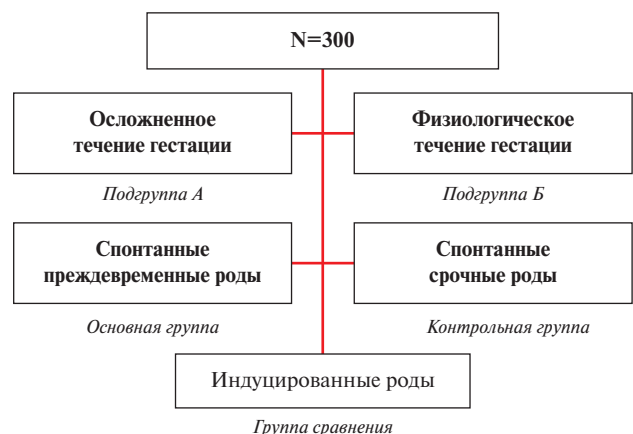 N=300
Осложненное
течение гестации
Подгруппа А
Физиологическое
течение гестации
Подгруппа Б
Спонтанные
преждевременные роды
Основная группа
Спонтанные
срочные роды
Контрольная группа
Индуцированные роды
Группа сравнения